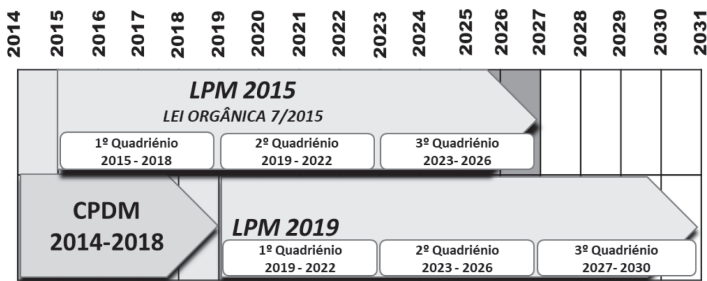 2014 2015 2016 2017 2018 2019 2020 2021 2022 2023 2024 2025 2026 2027 2028 2029 2030 2031
LPM 2015
LEI ORGÂNICA 7/2015
1º Quadriénio 2º Quadriénio 3º Quadriénio
2015 - 2018 2019 - 2022 2023- 2026
CPDM
2014-2018
LPM 2019
1º Quadriénio 2º Quadriénio 3º Quadriénio
2019 - 2022 2023 - 2026 2027 - 2030